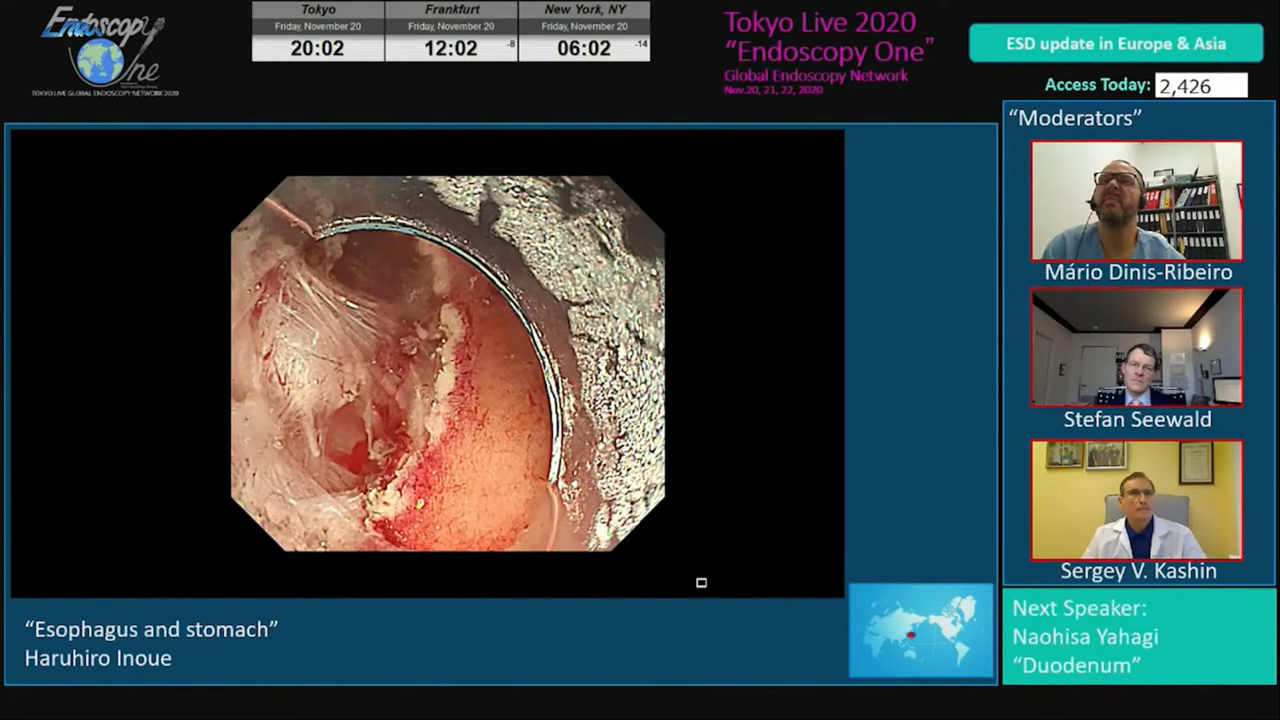 Endoscopy
One
TOKYO LIVE GLOBAL ENDOSCOPY NETWORK 2020
Tokyo
Friday, November 20
20:02
Frankfurt
Friday, November 20
12:02
-8
New York, NY
Friday, November 20
06:02
-14
Tokyo Live 2020
“Endoscopy One”
Global Endoscopy Network
Nov.20, 21, 22, 2020
ESD update in Europe & Asia
Access Today: 2,426
“Moderators”
Mário Dinis-Ribeiro
Stefan Seewald
Sergey V. Kashin
“Esophagus and stomach”
Haruhiro Inoue
Next Speaker:
Naohisa Yahagi
“Duodenum”